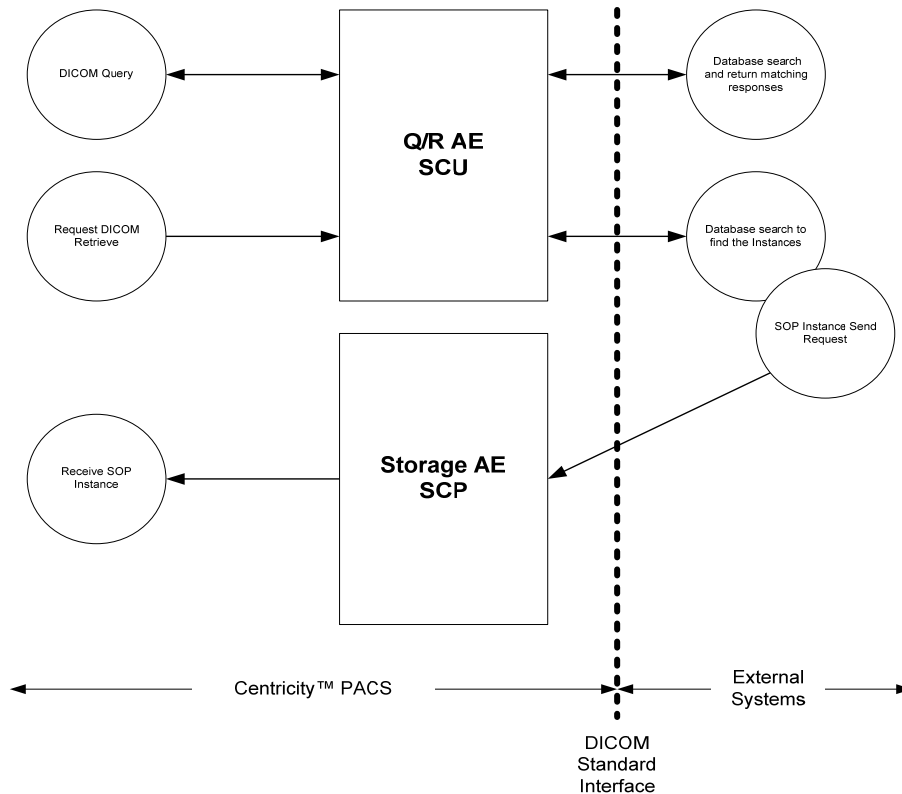 DICOM Query
Q/R AE
SCU
Database search
and return matching
responses
Request DICOM
Retrieve
Database search to
find the Instances
SOP Instance Send
Request
Receive SOP
Instance
Storage AE
SCP
Centricity™ PACS
External
Systems
DICOM
Standard
Interface